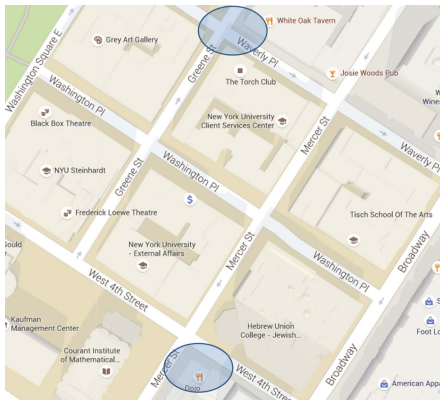 White Oak Tavern
Grey Art Gallery
Washington Square E
Greene St
Waverly Pl
The Torch Club
Josie Woods Pub
Washington Pl
W
Wine
Black Box Theatre
New York University
Client Services Center
Mercer St
Waverly Pl
NYU Steinhardt
Greene St
Washington Pl
Frederick Loewe Theatre
$
Tisch School Of The Arts
New York University
- External Affairs
Gould
r
Mercer St
Washington Pl
Broadway
West 4th Street
Kaufman
Management Center
Hebrew Union
College - Jewish...
S
Foot Lo
Courant Institute
of Mathematical...
Mercer St
Dojo
West 4th Street
Broadway
American Appa